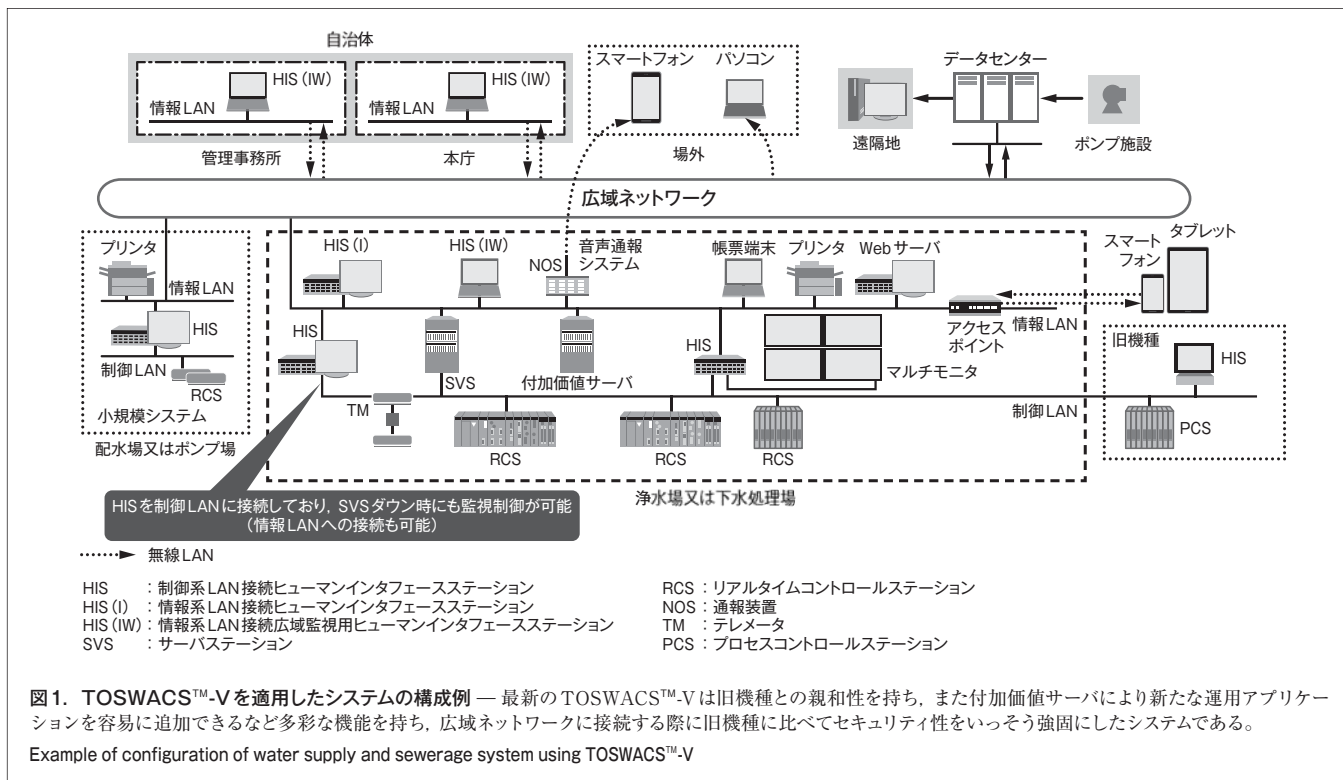 自治体
HIS（IW）
情報LAN
管理事務所
HIS（IW）
情報LAN
本庁
スマートフォン
パソコン
場外
データセンター
遠隔地
ポンプ施設
広域ネットワーク
プリンタ
情報LAN
HIS
制御LAN
RCS
小規模システム
配水場又はポンプ場
HIS（I）
HIS（IW）
音声通報
システム
NOS
帳票端末
プリンタ
Webサーバ
スマート
フォン
タブレット
アクセス
ポイント
情報LAN
HIS
SVS
付加価値サーバ
HIS
マルチモニタ
旧機種
HIS
TM
RCS
RCS
RCS
制御LAN
PCS
浄水場又は下水処理場
HISを制御LANに接続しており，SVSダウン時にも監視制御が可能
（情報LANへの接続も可能）
無線LAN
HIS ：制御系LAN接続ヒューマンインタフェースステーション
HIS（I） ：情報系LAN接続ヒューマンインタフェースステーション
HIS（IW）：情報系LAN接続広域監視用ヒューマンインタフェースステーション
SVS ：サーバステーション
RCS：リアルタイムコントロールステーション
NOS：通報装置
TM ：テレメータ
PCS：プロセスコントロールステーション
図1．TOSWACS™-Vを適用したシステムの構成例 — 最新のTOSWACS™-Vは旧機種との親和性を持ち，また付加価値サーバにより新たな運用アプリケー
ションを容易に追加できるなど多彩な機能を持ち，広域ネットワークに接続する際に旧機種に比べてセキュリティ性をいっそう強固にしたシステムである。
Example of configuration of water supply and sewerage system using TOSWACS™-V